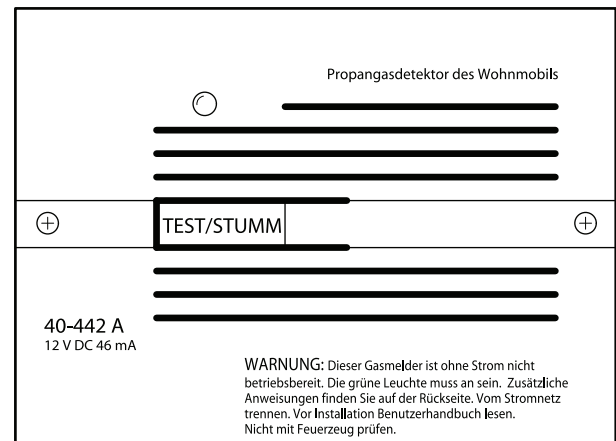 Propangasdetektor des Wohnmobils
TEST/STUMM
40-442 A
12 V DC 46 mA
WARNUNG: Dieser Gasmelder ist ohne Strom nicht
betriebsbereit. Die grüne Leuchte muss an sein. Zusätzliche
Anweisungen finden Sie auf der Rückseite. Vom Stromnetz
trennen. Vor Installation Benutzerhandbuch lesen.
Nicht mit Feuerzeug prüfen.